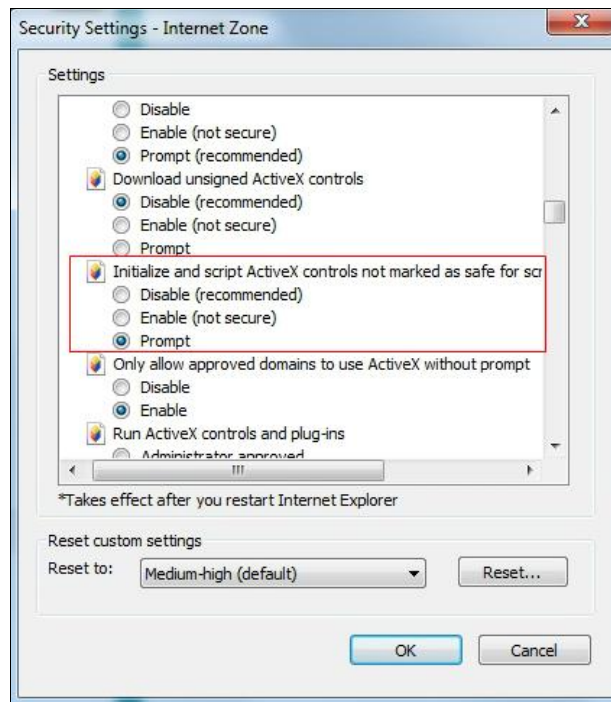 Security Settings - Internet Zone
Settings
Disable
Enable (not secure)
Prompt (recommended)
Download unsigned ActiveX controls
Disable (recommended)
Enable (not secure)
Prompt
Initialize and script ActiveX controls not marked as safe for scr
Disable (recommended)
Enable (not secure)
Prompt
Only allow approved domains to use ActiveX without prompt
Disable
Enable
Run ActiveX controls and plug-ins
Administrator approved
*Takes effect after you restart Internet Explorer
Reset custom settings
Reset to: Medium-high (default) Reset...
OK Cancel